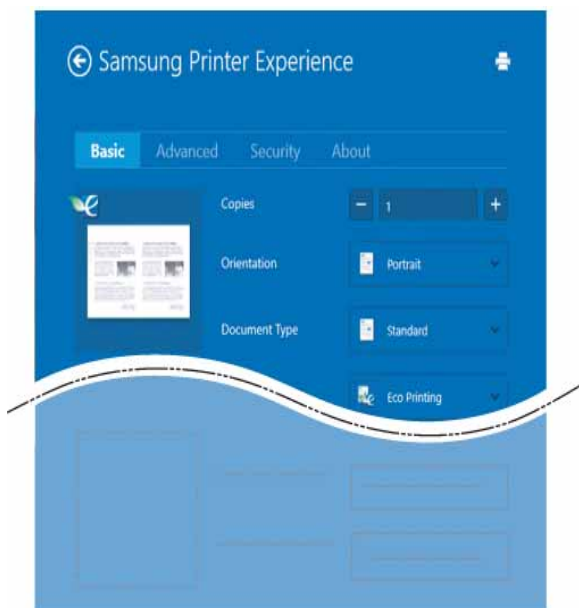 Samsung Printer Experience
Basic Advanced Security About
Copies 1
Orientation Portrait
Document Type Standard
Eco Printing